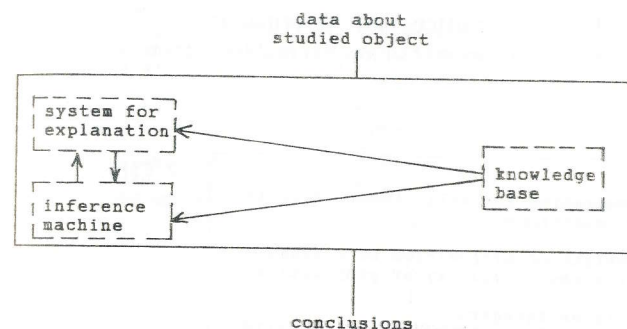 data about
studied object
system for
explanation
knowledge
base
inference
machine
conclusions